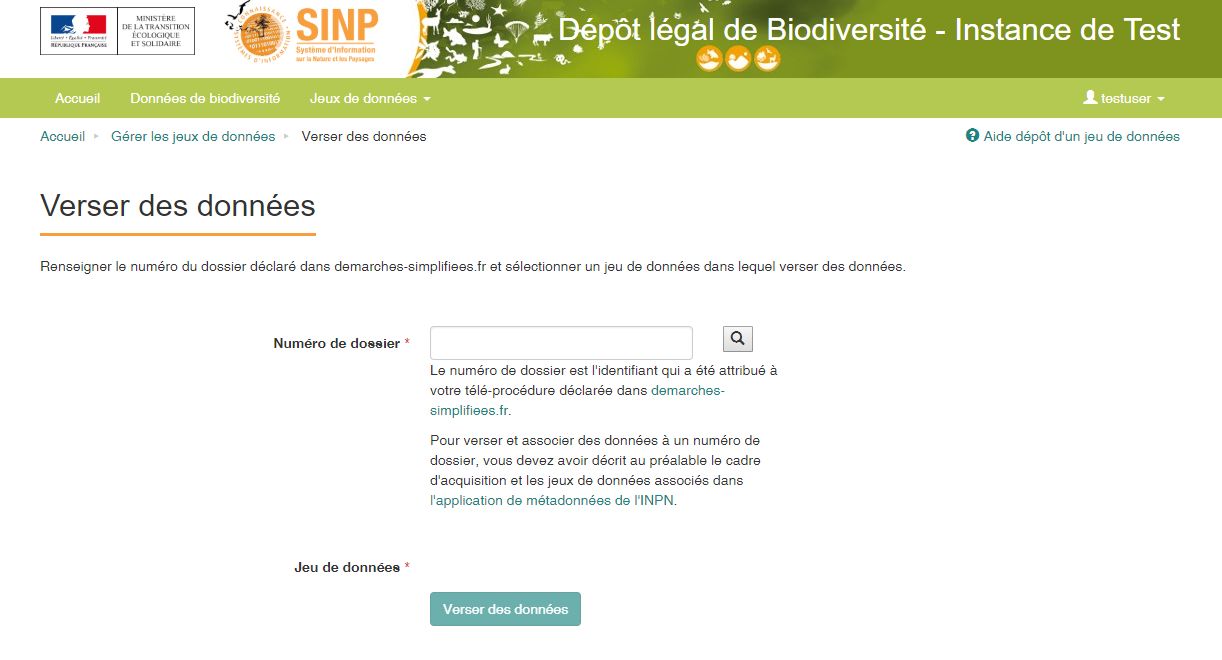 MINISTÈRE
DE LA TRANSITION
ÉCOLOGIQUE
ET SOLIDAIRE
Liberté • Égalité • Fraternité
RÉPUBLIQUE FRANÇAISE
CONNAISSANCE
SYSTÈMES D'INFORMATION
SINP
Système d'Information
sur la Nature et les Paysages
Dépôt légal de Biodiversité - Instance de Test
Accueil Données de biodiversité Jeux de données testuser
Accueil Gérer les jeux de données Verser des données Aide dépôt d'un jeu de données
Verser des données
Renseigner le numéro du dossier déclaré dans demarches-simplifiees.fr et sélectionner un jeu de données dans lequel verser des données.
Numéro de dossier *
Le numéro de dossier est l'identifiant qui a été attribué à
votre télé-procédure déclarée dans demarches-
simplifiees.fr.
Pour verser et associer des données à un numéro de
dossier, vous devez avoir décrit au préalable le cadre
d'acquisition et les jeux de données associés dans
l'application de métadonnées de l'INPN.
Jeu de données *
Verser des données